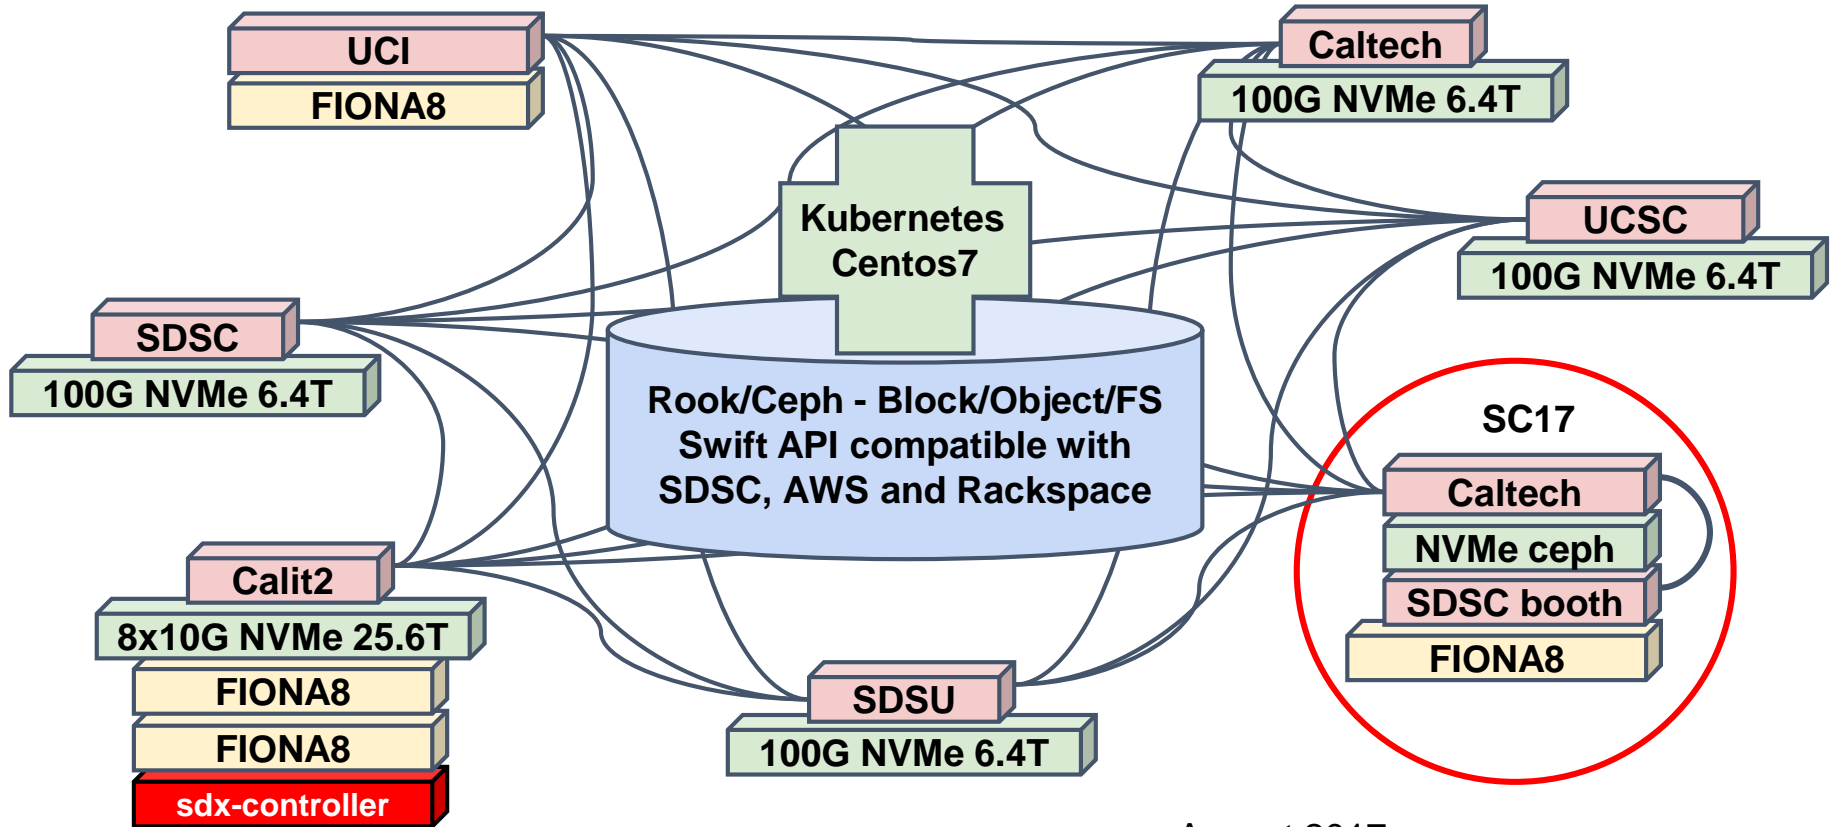 UCI
FIONA8
Caltech
100G NVMe 6.4T
Kubernetes
Centos7
UCSC
100G NVMe 6.4T
SDSC
100G NVMe 6.4T
Rook/Ceph - Block/Object/FS
Swift API compatible with
SDSC, AWS and Rackspace
SC17
Caltech
NVMe ceph
SDSC booth
FIONA8
Calit2
8x10G NVMe 25.6T
FIONA8
FIONA8
sdx-controller
SDSU
100G NVMe 6.4T